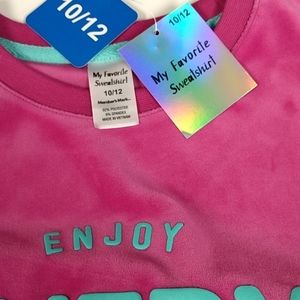 10/12
10/12
My Favorite
Sweatshirt
My Favorite
Sweatshirt
10/12
Member's Mark
MADE IN VIETNAM
ENJOY